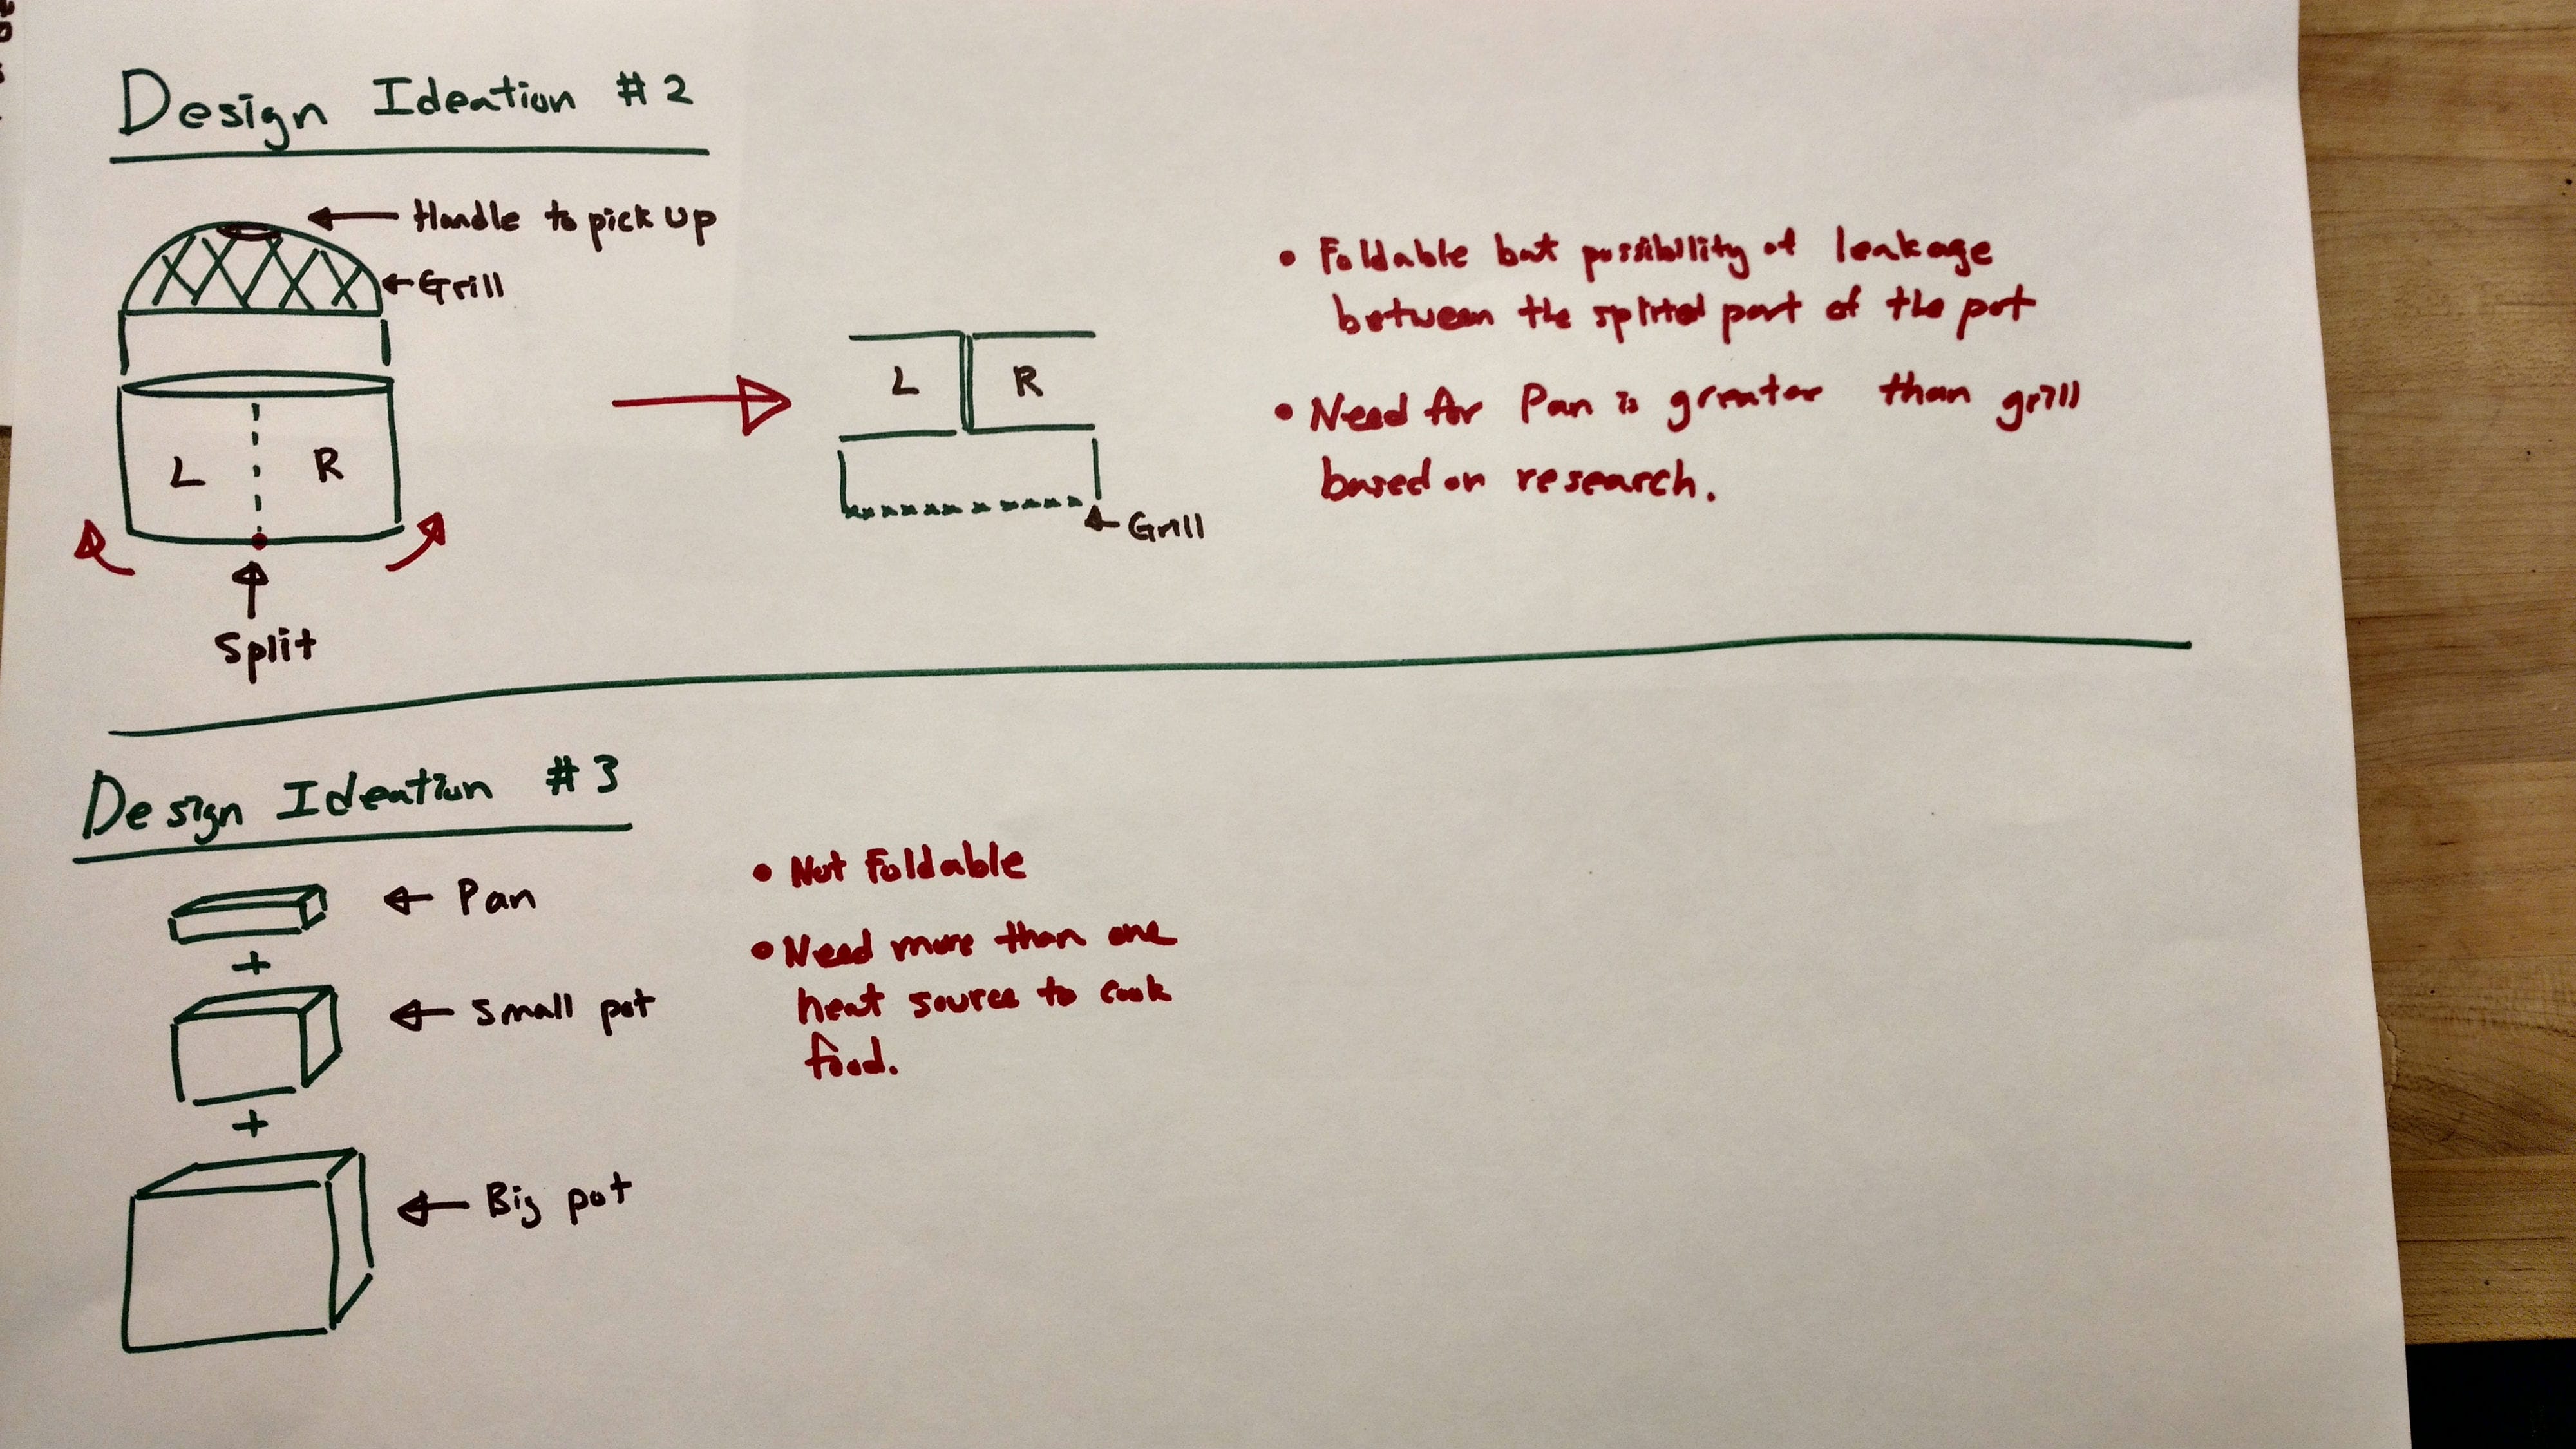 Design Ideation #2
Handle to pick up
Grill
L R
Split
L R
Grill
• Foldable but possibility of leakage
between the splitted part of the pot
• Need for Pan is greater than grill
based on research.
Design Ideation #3
Pan
+
Small pot
+
Big pot
• Not Foldable
• Need more than one
heat source to cook
food.